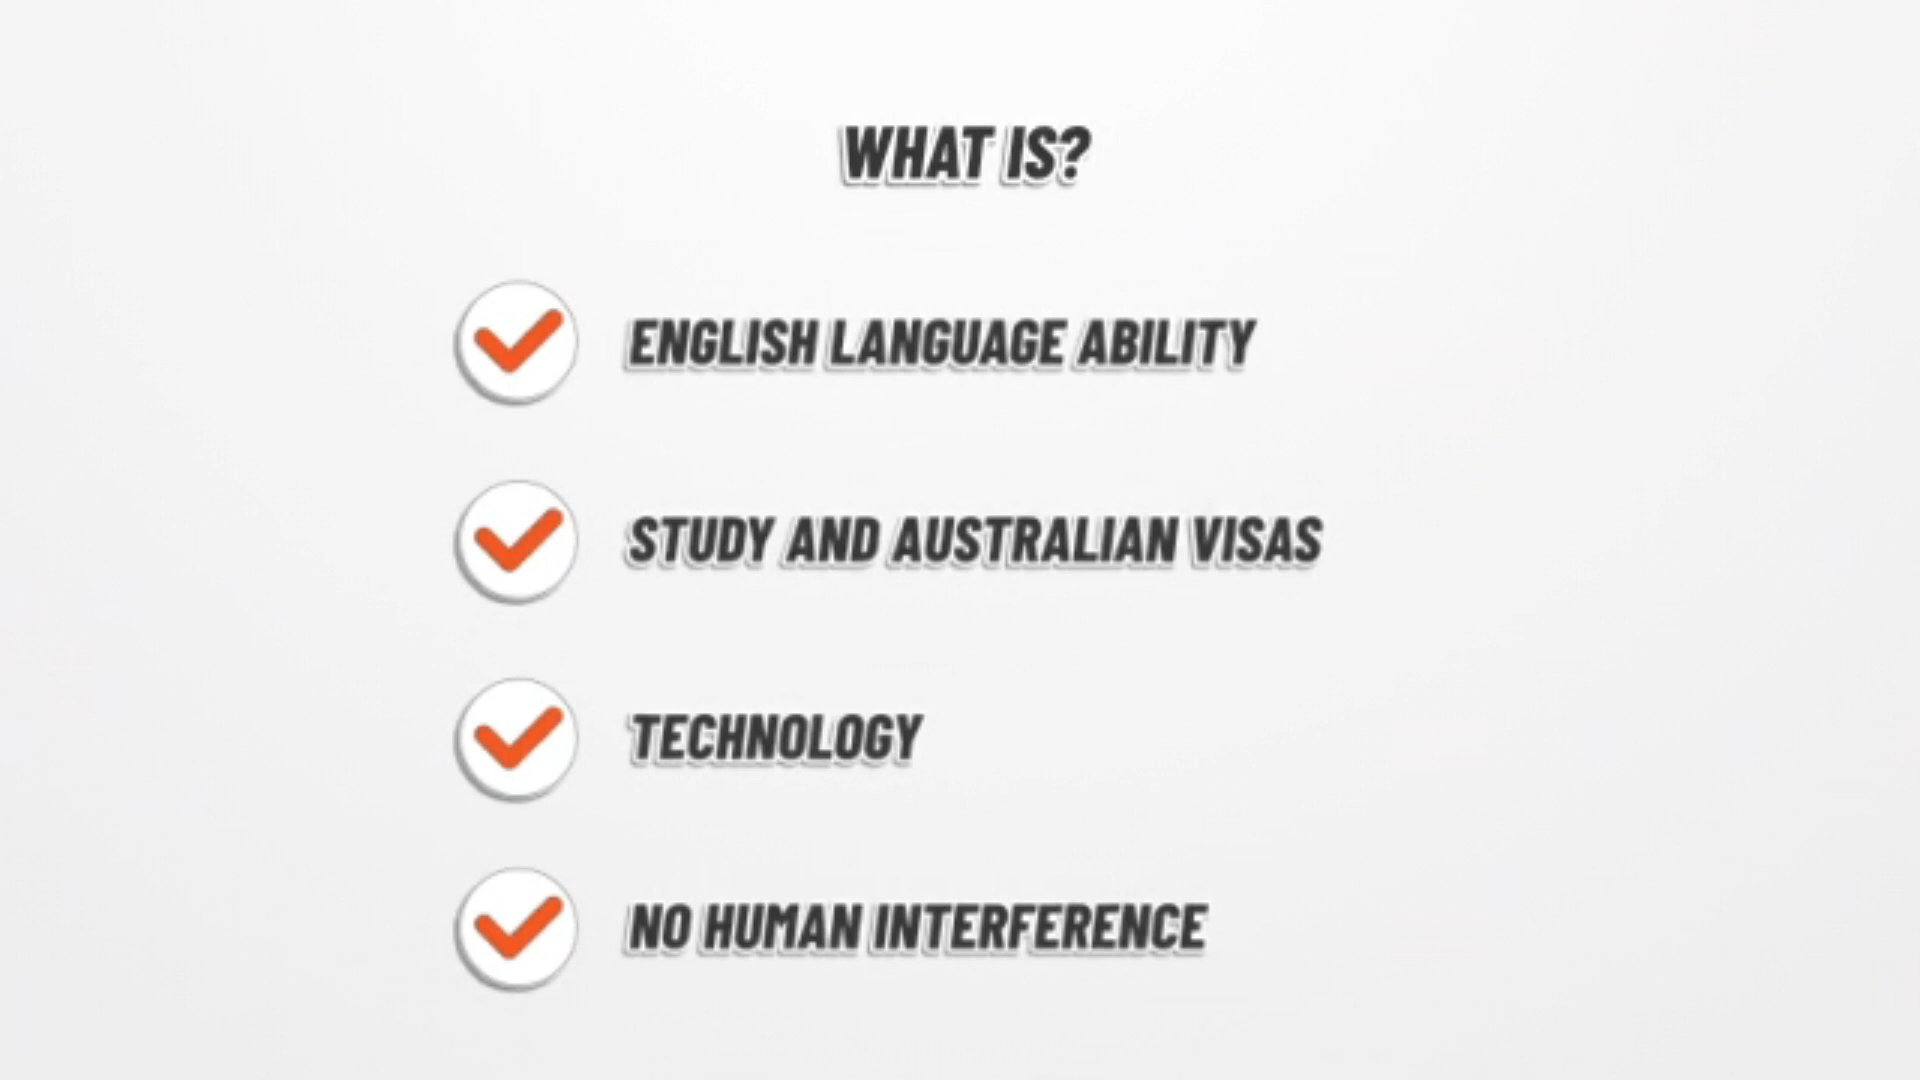 WHAT IS?
ENGLISH LANGUAGE ABILITY
STUDY AND AUSTRALIAN VISAS
TECHNOLOGY
NO HUMAN INTERFERENCE